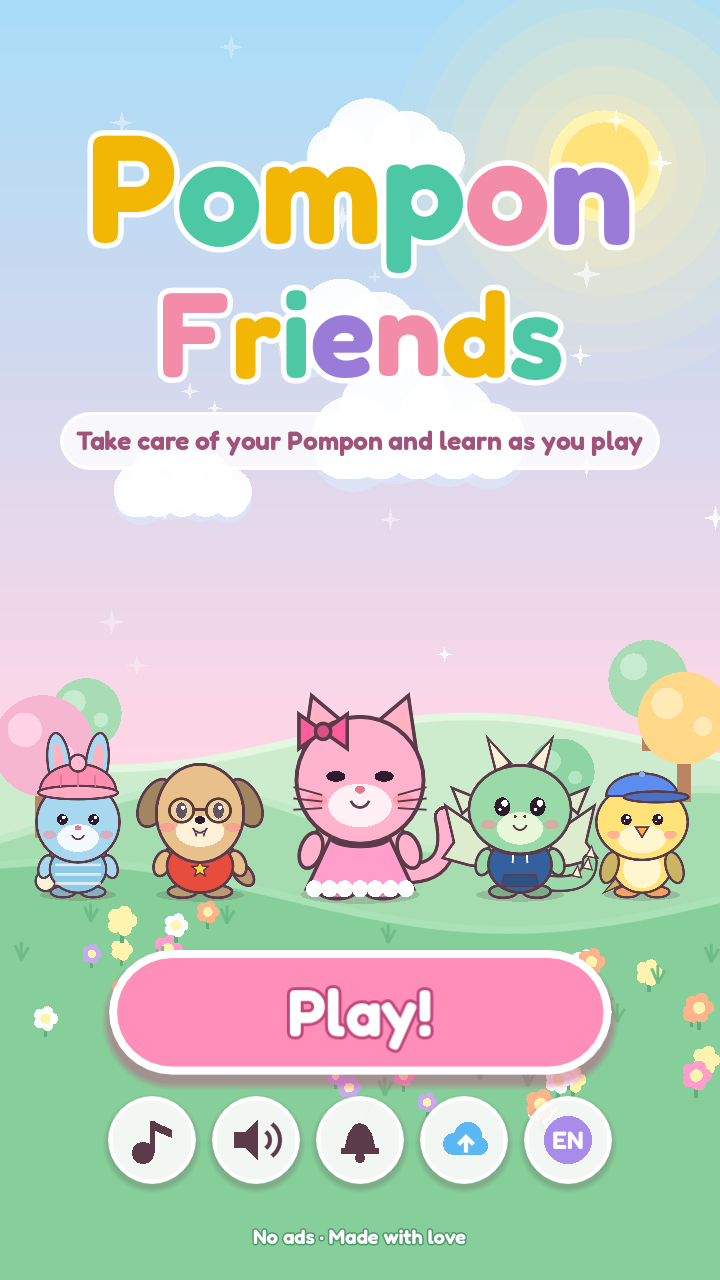 Pompon
Friends
Take care of your Pompon and learn as you play
Play!
EN
No ads · Made with love